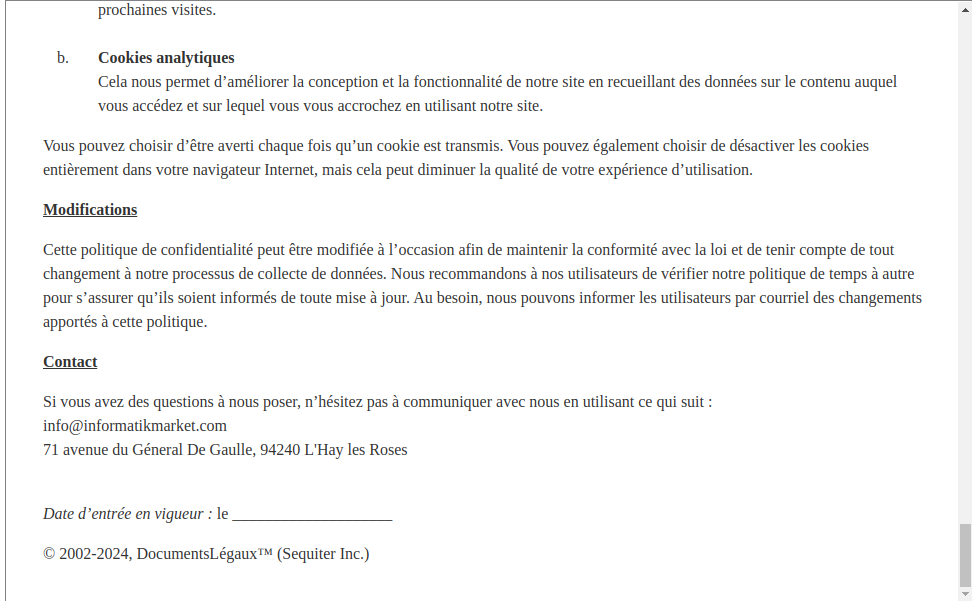 prochaines visites.
b. Cookies analytiques
Cela nous permet d’améliorer la conception et la fonctionnalité de notre site en recueillant des données sur le contenu auquel
vous accédez et sur lequel vous vous accrochez en utilisant notre site.
Vous pouvez choisir d’être averti chaque fois qu’un cookie est transmis. Vous pouvez également choisir de désactiver les cookies
entièrement dans votre navigateur Internet, mais cela peut diminuer la qualité de votre expérience d’utilisation.
Modifications
Cette politique de confidentialité peut être modifiée à l’occasion afin de maintenir la conformité avec la loi et de tenir compte de tout
changement à notre processus de collecte de données. Nous recommandons à nos utilisateurs de vérifier notre politique de temps à autre
pour s’assurer qu’ils soient informés de toute mise à jour. Au besoin, nous pouvons informer les utilisateurs par courriel des changements
apportés à cette politique.
Contact
Si vous avez des questions à nous poser, n’hésitez pas à communiquer avec nous en utilisant ce qui suit :
info@informatikmarket.com
71 avenue du Géneral De Gaulle, 94240 L'Hay les Roses
Date d’entrée en vigueur : le ____________________
© 2002-2024, DocumentsLégaux™ (Sequiter Inc.)